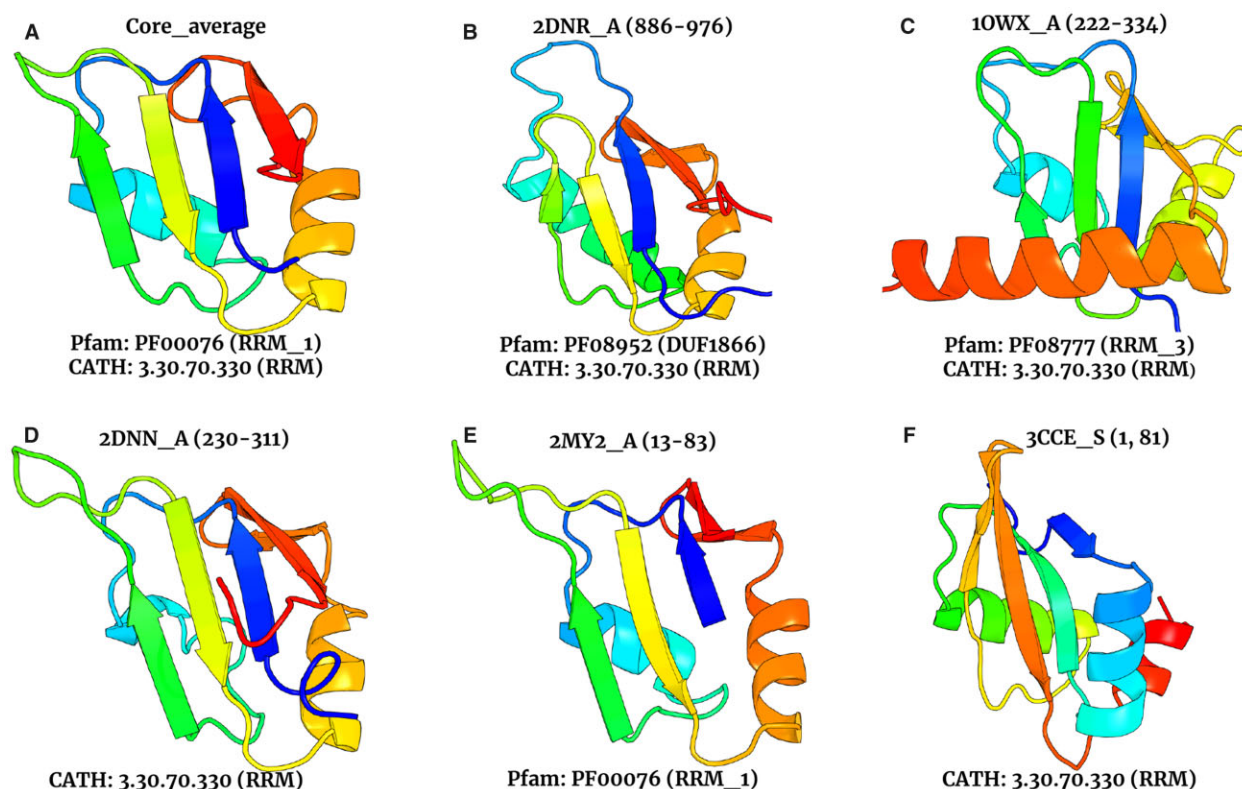 A
Core_average
Pfam: PF00076 (RRM_1)
CATH: 3.30.70.330 (RRM)
B
2DNR_A (886-976)
Pfam: PF08952 (DUF1866)
CATH: 3.30.70.330 (RRM)
C
1OWX_A (222-334)
Pfam: PF08777 (RRM_3)
CATH: 3.30.70.330 (RRM)
D
2DNN_A (230-311)
CATH: 3.30.70.330 (RRM)
E
2MY2_A (13-83)
Pfam: PF00076 (RRM_1)
F
3CCE_S (1, 81)
CATH: 3.30.70.330 (RRM)